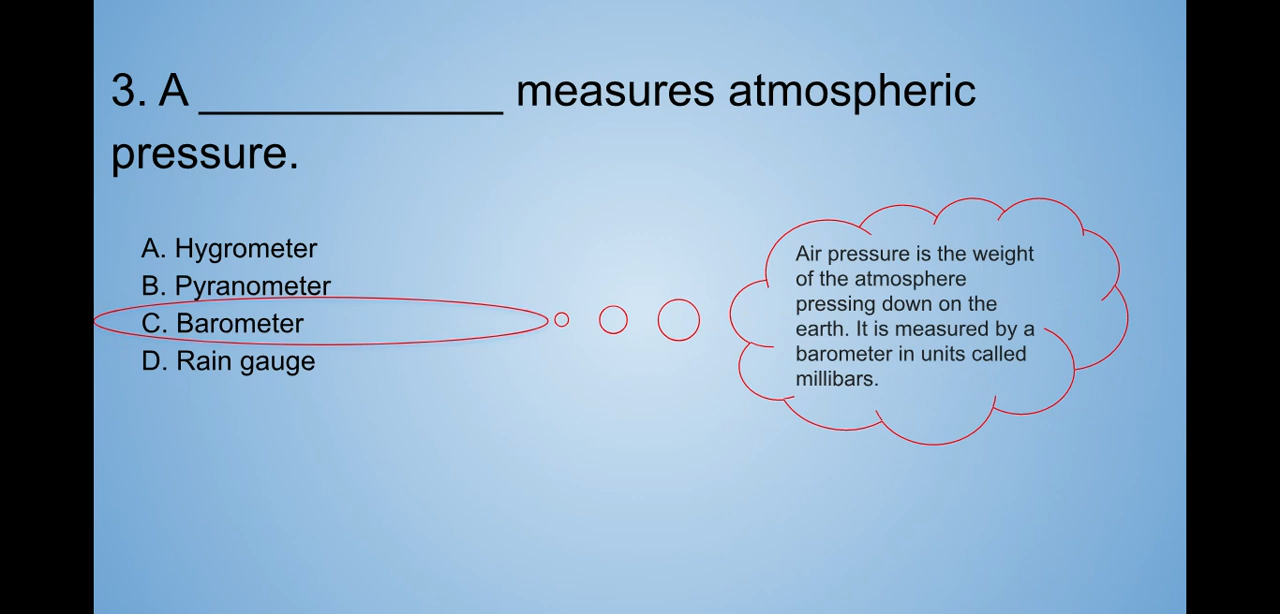 3. A _____________ measures atmospheric
pressure.
A. Hygrometer
B. Pyranometer
C. Barometer
D. Rain gauge
Air pressure is the weight
of the atmosphere
pressing down on the
earth. It is measured by a
barometer in units called
millibars.